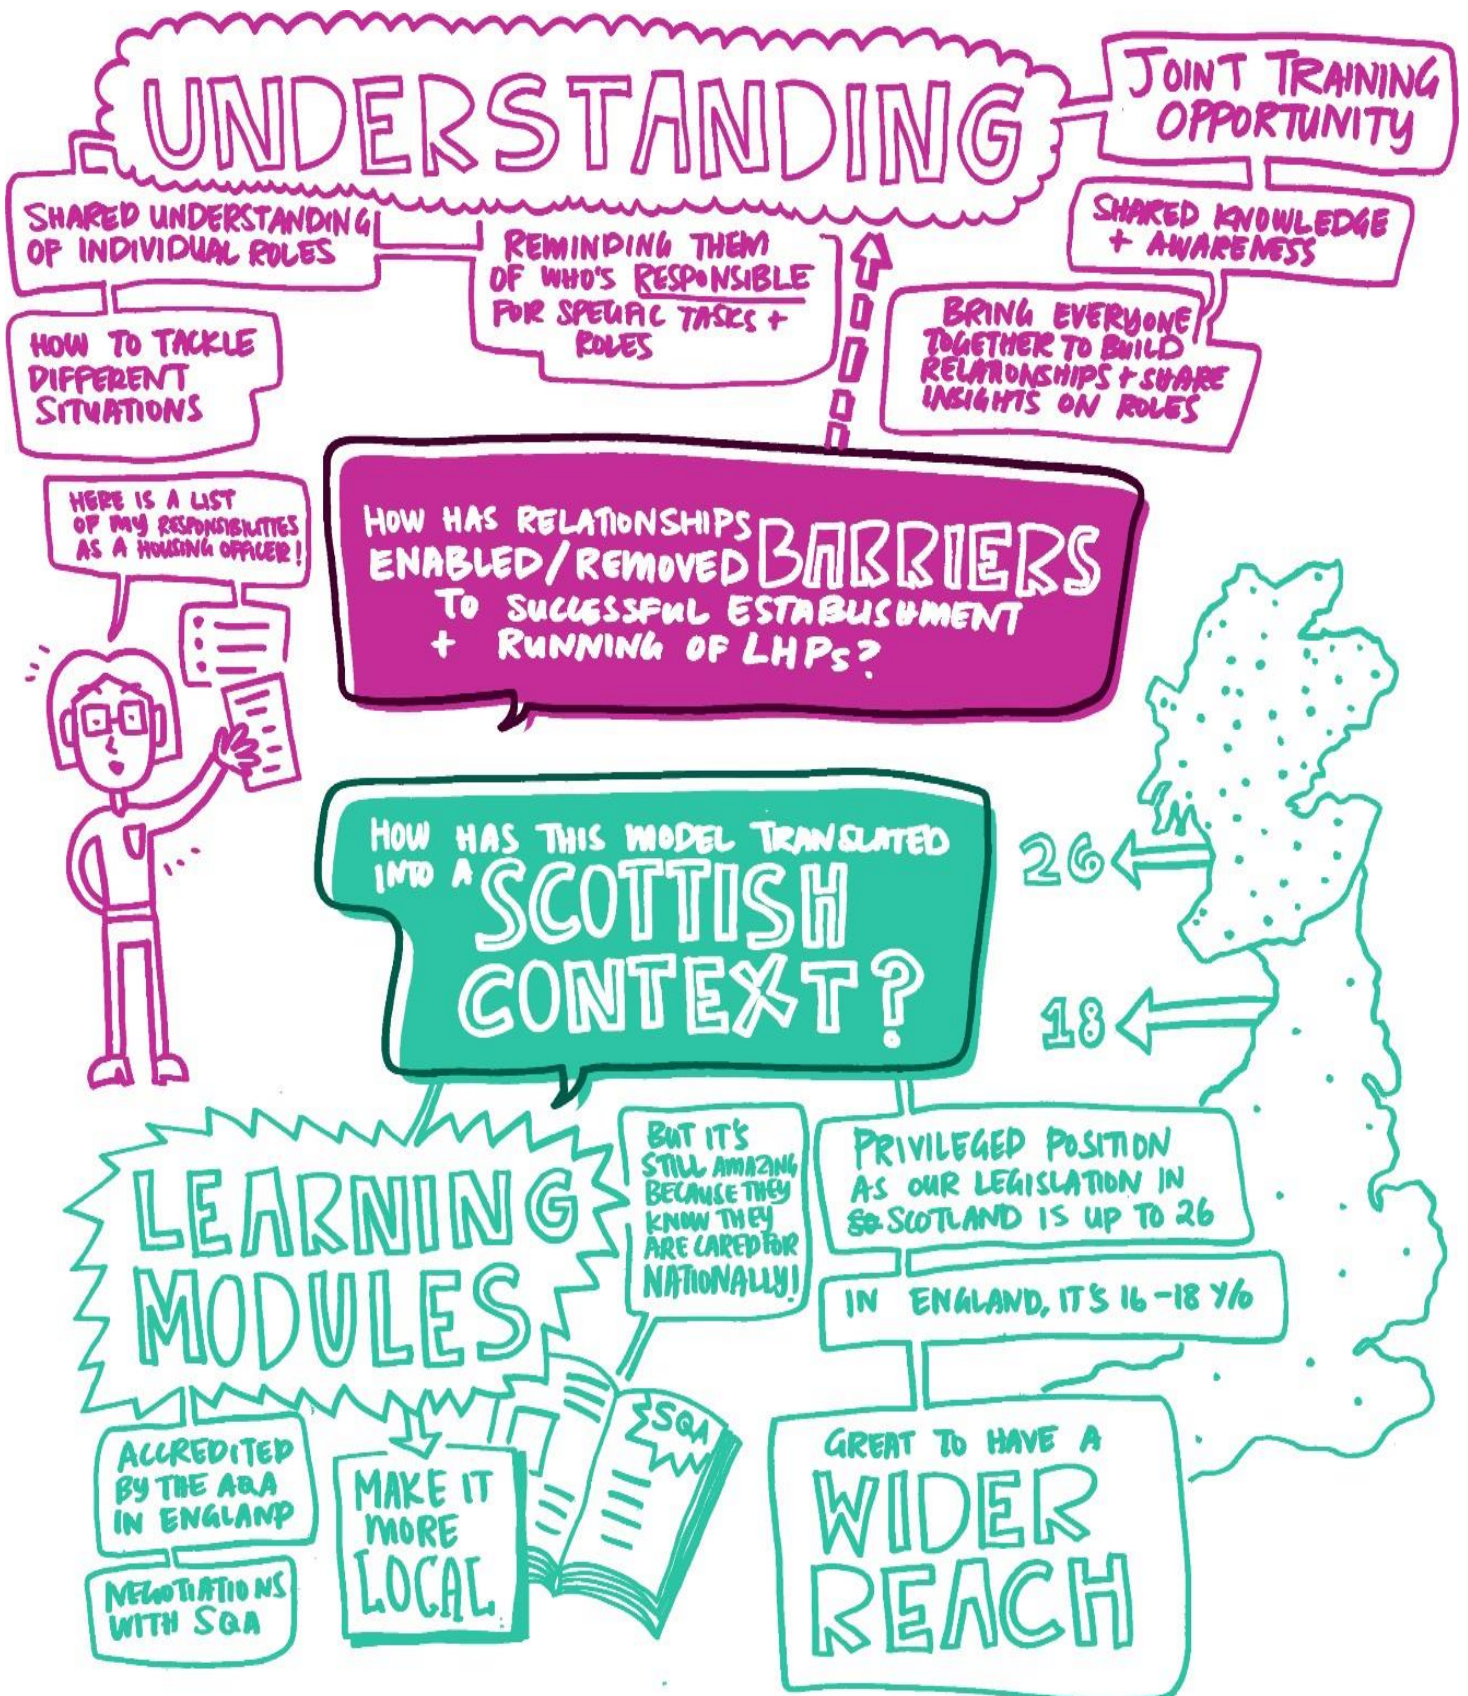 UNDERSTANDING
JOINT TRAINING
OPPORTUNITY
SHARED KNOWLEDGE
+ AWARENESS
BRING EVERYONE
TOGETHER TO BUILD
RELATIONSHIPS + SHARE
INSIGHTS ON ROLES
SHARED UNDERSTANDING
OF INDIVIDUAL ROLES
REMINDING THEM
OF WHO'S RESPONSIBLE
FOR SPECIFIC TASKS +
ROLES
HOW TO TACKLE
DIFFERENT
SITUATIONS
HERE IS A LIST
OF MY RESPONSIBILITIES
AS A HOUSING OFFICER!
HOW HAS RELATIONSHIPS
ENABLED/REMOVED BARRIERS
TO SUCCESSFUL ESTABLISHMENT
+ RUNNING OF LHPs?
HOW HAS THIS MODEL TRANSLATED
INTO A SCOTTISH
CONTEXT?
26
18
LEARNING
MODULES
BUT IT'S
STILL AMAZING
BECAUSE THEY
KNOW THEY
ARE CARED FOR
NATIONALLY!
PRIVILEGED POSITION
AS OUR LEGISLATION IN
SCOTLAND IS UP TO 26
IN ENGLAND, IT'S 16-18 Y/O
GREAT TO HAVE A
WIDER
REACH
ACCREDITED
BY THE AQA
IN ENGLAND
NEGOTIATIONS
WITH SQA
MAKE IT
MORE
LOCAL
SQA